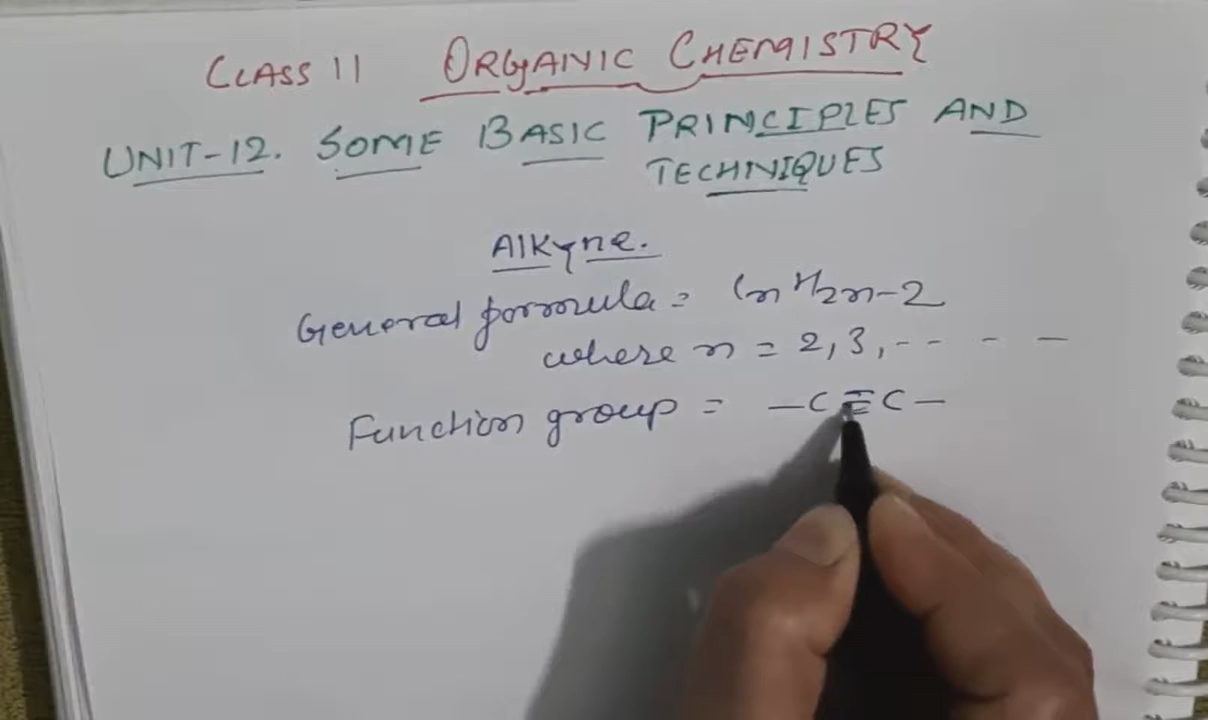 CLASS 11 ORGANIC CHEMISTRY
UNIT-12. SOME BASIC PRINCIPLES AND
TECHNIQUES
Alkyne.
General formula = CnH2n-2
where n = 2, 3, -- - -
Function group = -C≡C-